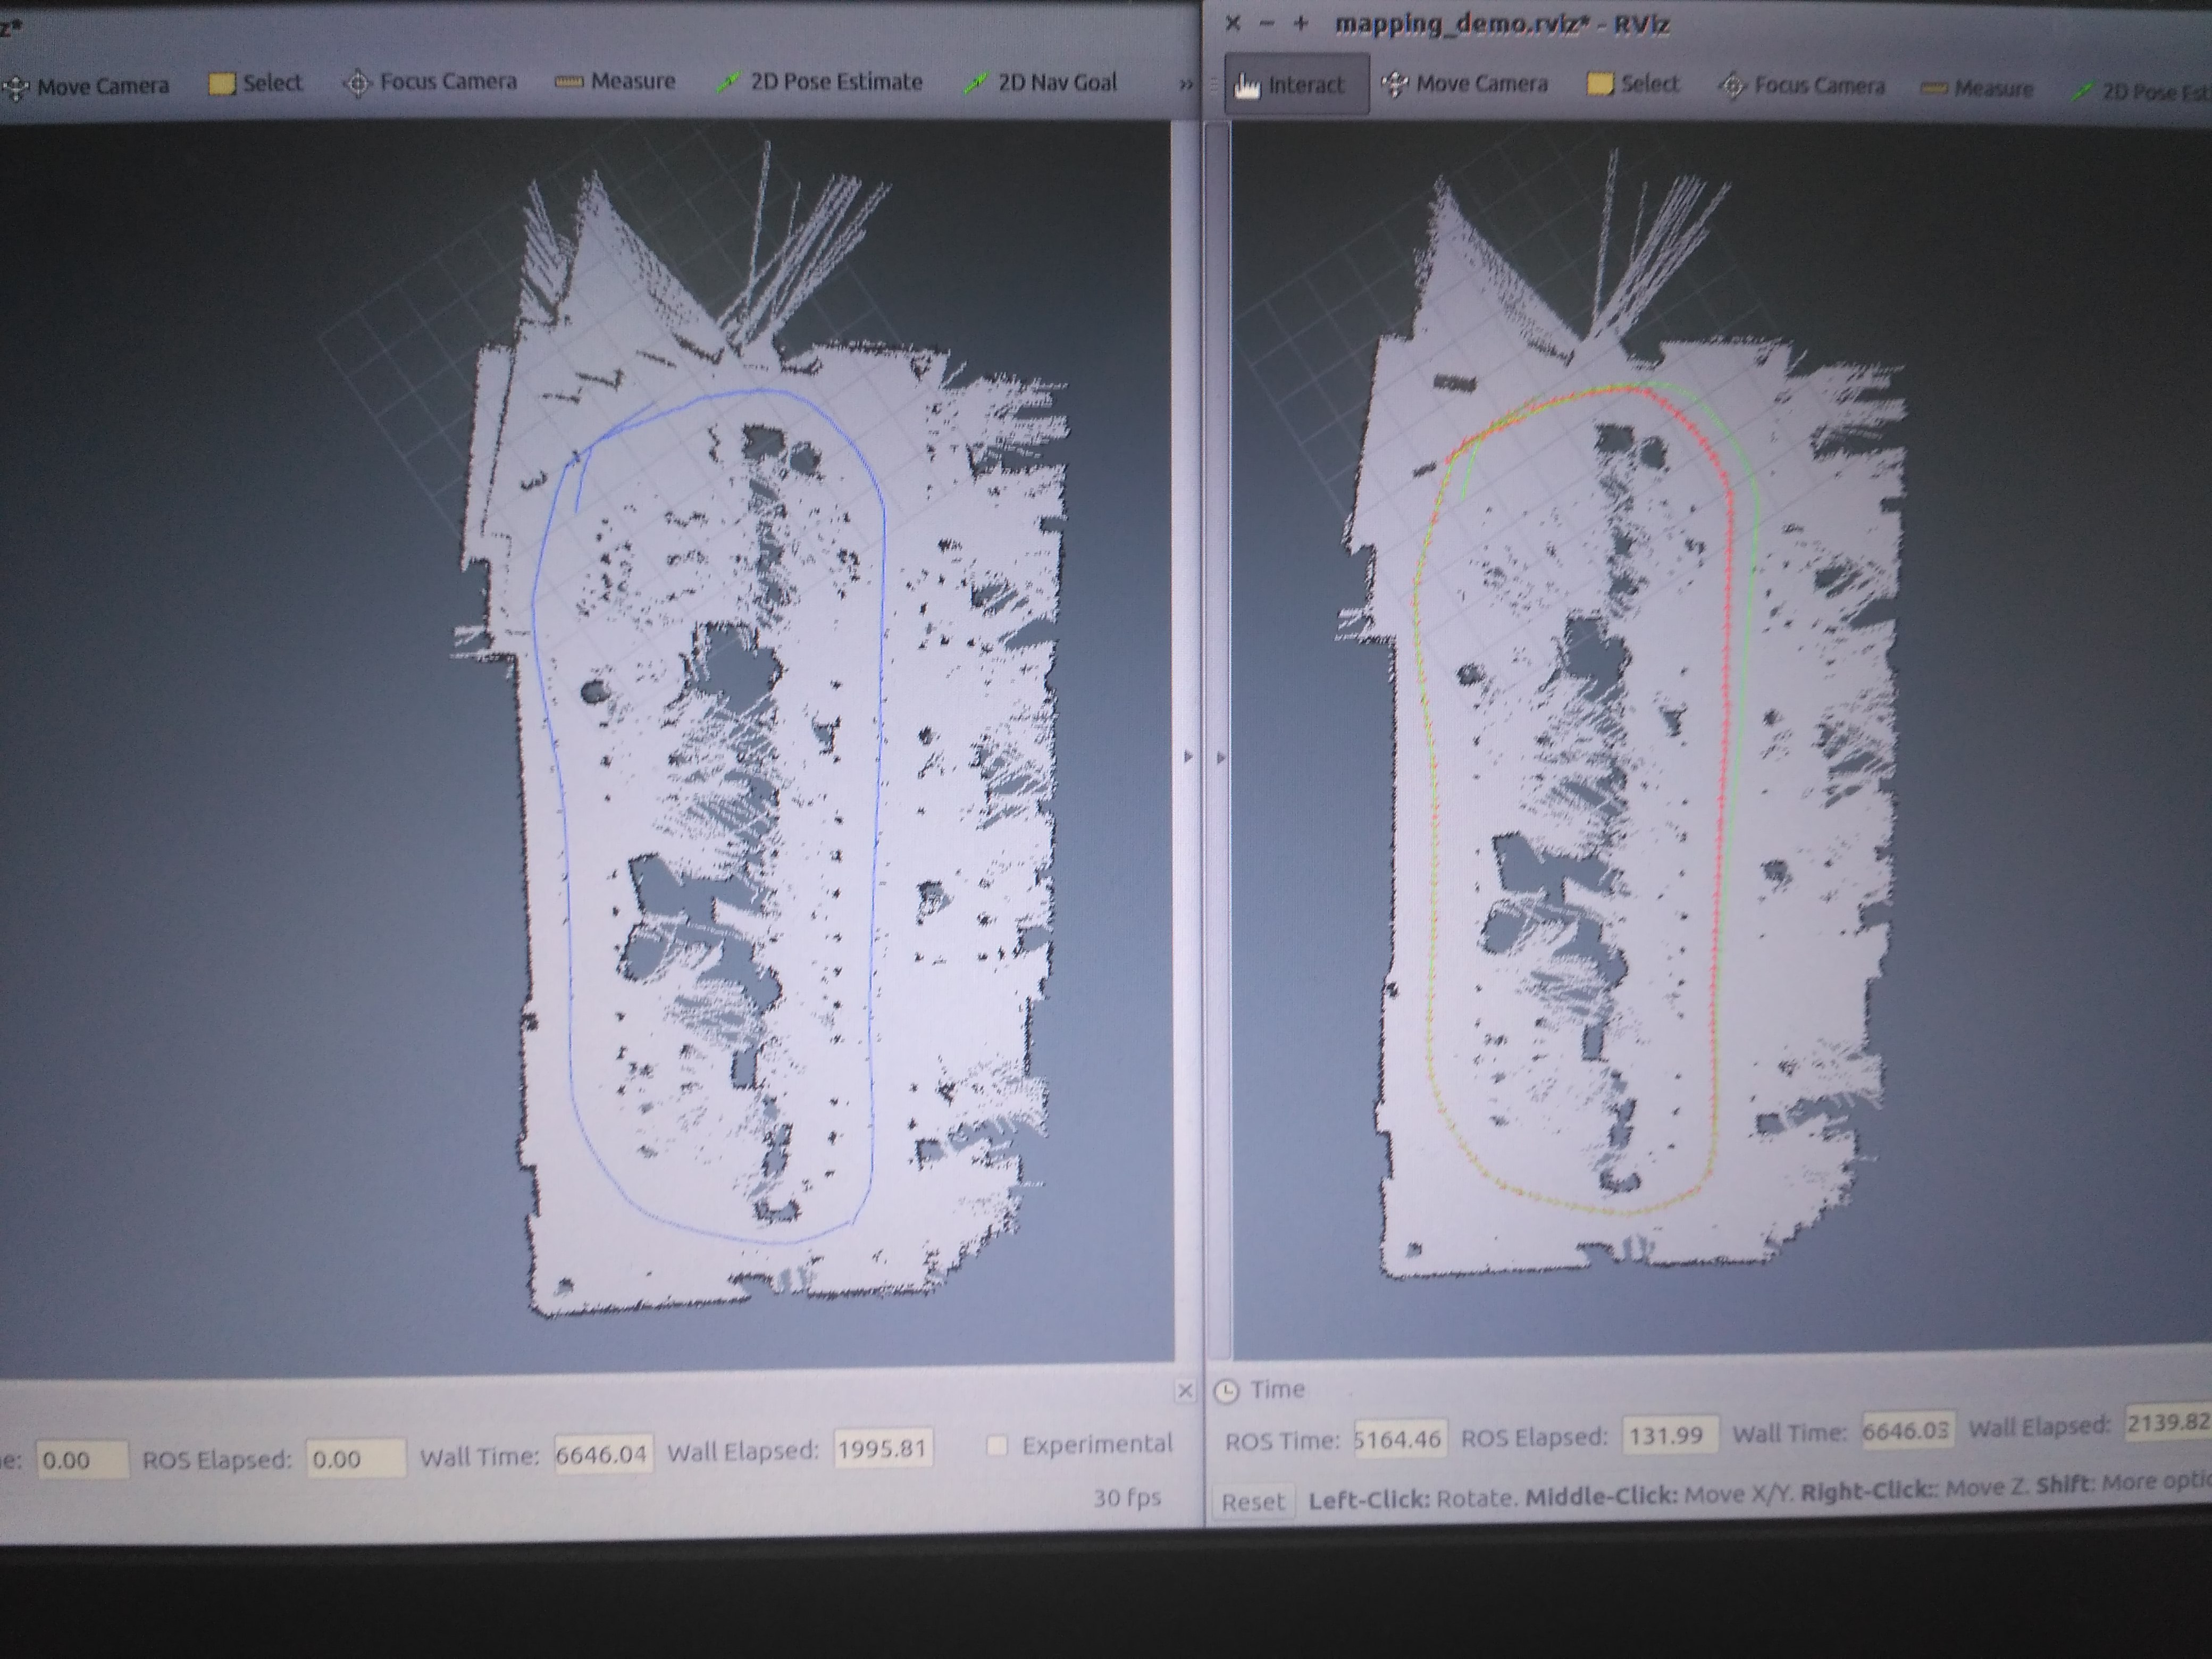 z*
Move Camera Select Focus Camera Measure 2D Pose Estimate 2D Nav Goal »
e: 0.00 ROS Elapsed: 0.00 Wall Time: 6646.04 Wall Elapsed: 1995.81 Experimental
30 fps
mapping_demo.rviz* - RViz
Interact Move Camera Select Focus Camera Measure 2D Pose Esti
Time
ROS Time: 5164.46 ROS Elapsed: 131.99 Wall Time: 6646.03 Wall Elapsed: 2139.82
Reset Left-Click: Rotate. Middle-Click: Move X/Y. Right-Click:: Move Z. Shift: More optio